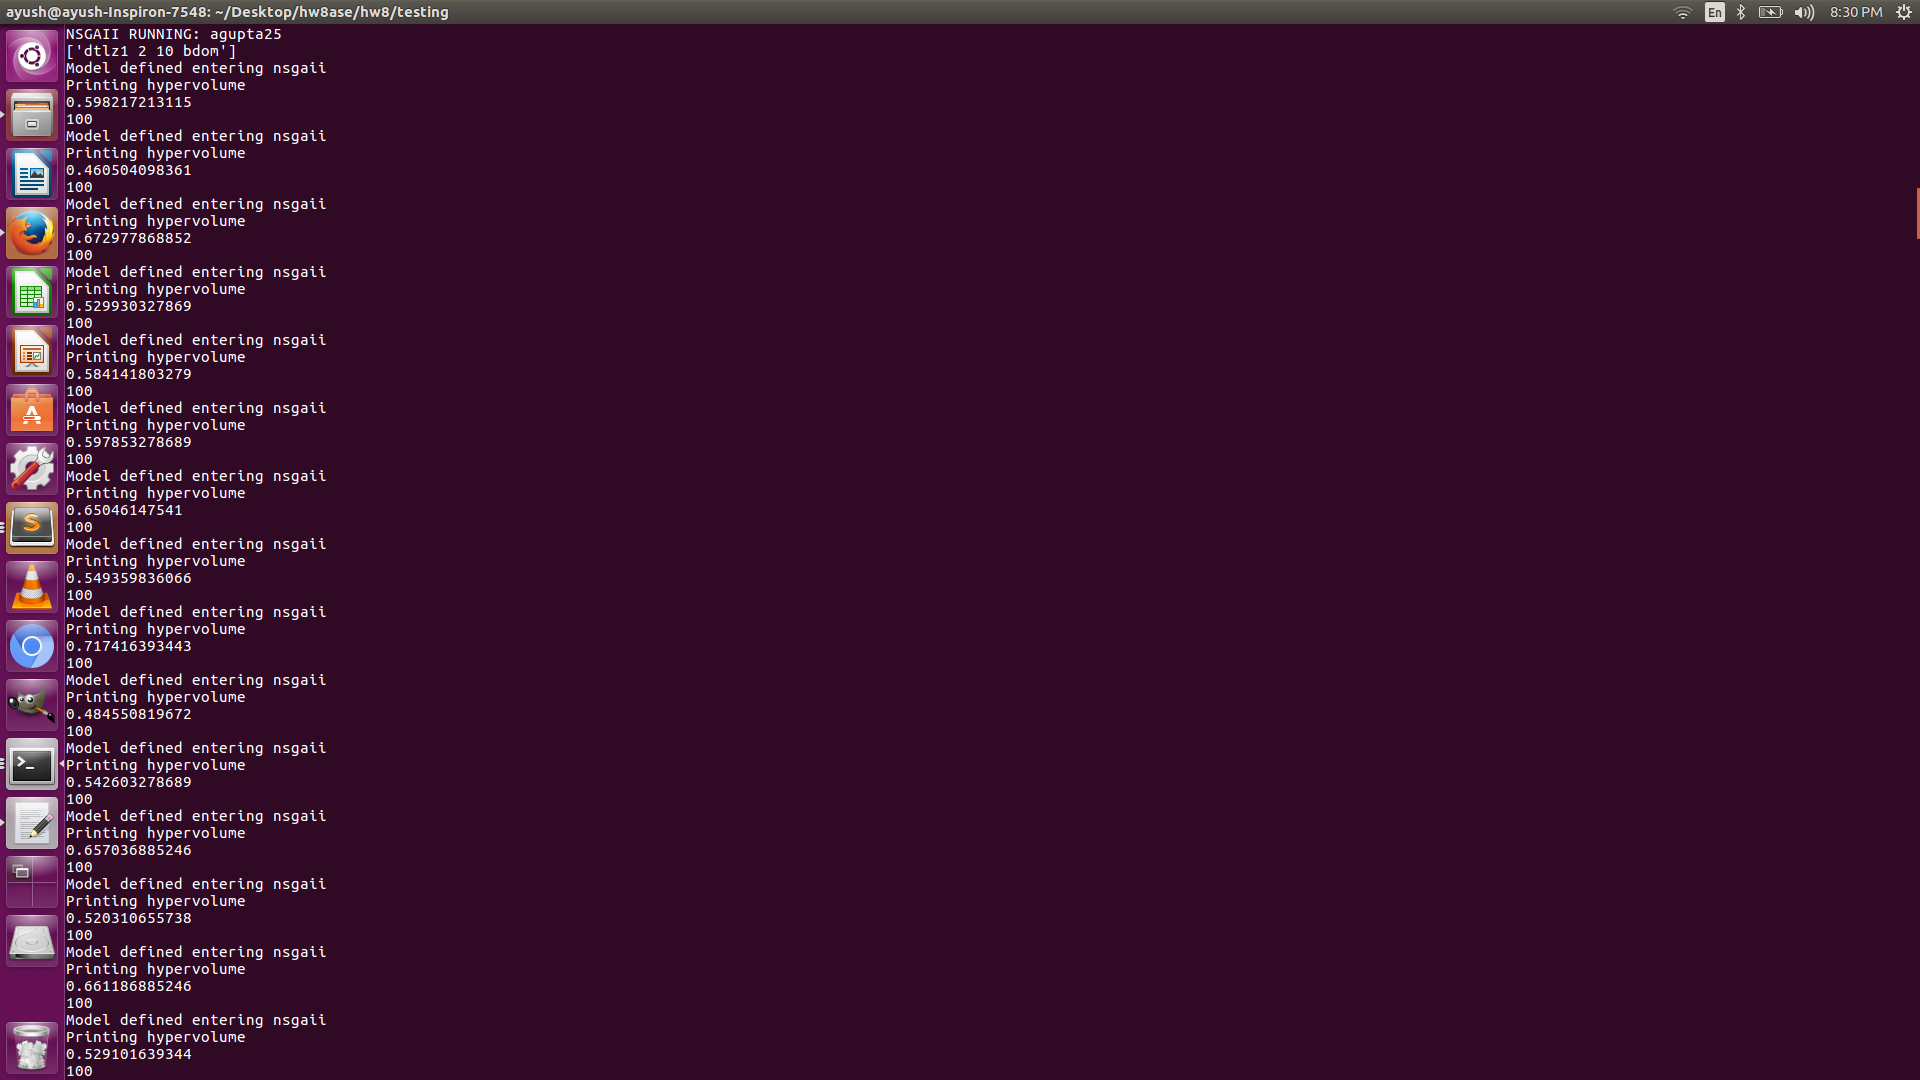 ayush@ayush-Inspiron-7548: ~/Desktop/hw8ase/hw8/testing
En
8:30 PM
NSGAII RUNNING: agupta25
['dtlz1 2 10 bdom']
Model defined entering nsgaii
Printing hypervolume
0.598217213115
100
Model defined entering nsgaii
Printing hypervolume
0.460504098361
100
Model defined entering nsgaii
Printing hypervolume
0.672977868852
100
Model defined entering nsgaii
Printing hypervolume
0.529930327869
100
Model defined entering nsgaii
Printing hypervolume
0.584141803279
100
Model defined entering nsgaii
Printing hypervolume
0.597853278689
100
Model defined entering nsgaii
Printing hypervolume
0.65046147541
100
Model defined entering nsgaii
Printing hypervolume
0.549359836066
100
Model defined entering nsgaii
Printing hypervolume
0.717416393443
100
Model defined entering nsgaii
Printing hypervolume
0.484550819672
100
Model defined entering nsgaii
Printing hypervolume
0.542603278689
100
Model defined entering nsgaii
Printing hypervolume
0.657036885246
100
Model defined entering nsgaii
Printing hypervolume
0.520310655738
100
Model defined entering nsgaii
Printing hypervolume
0.661186885246
100
Model defined entering nsgaii
Printing hypervolume
0.529101639344
100